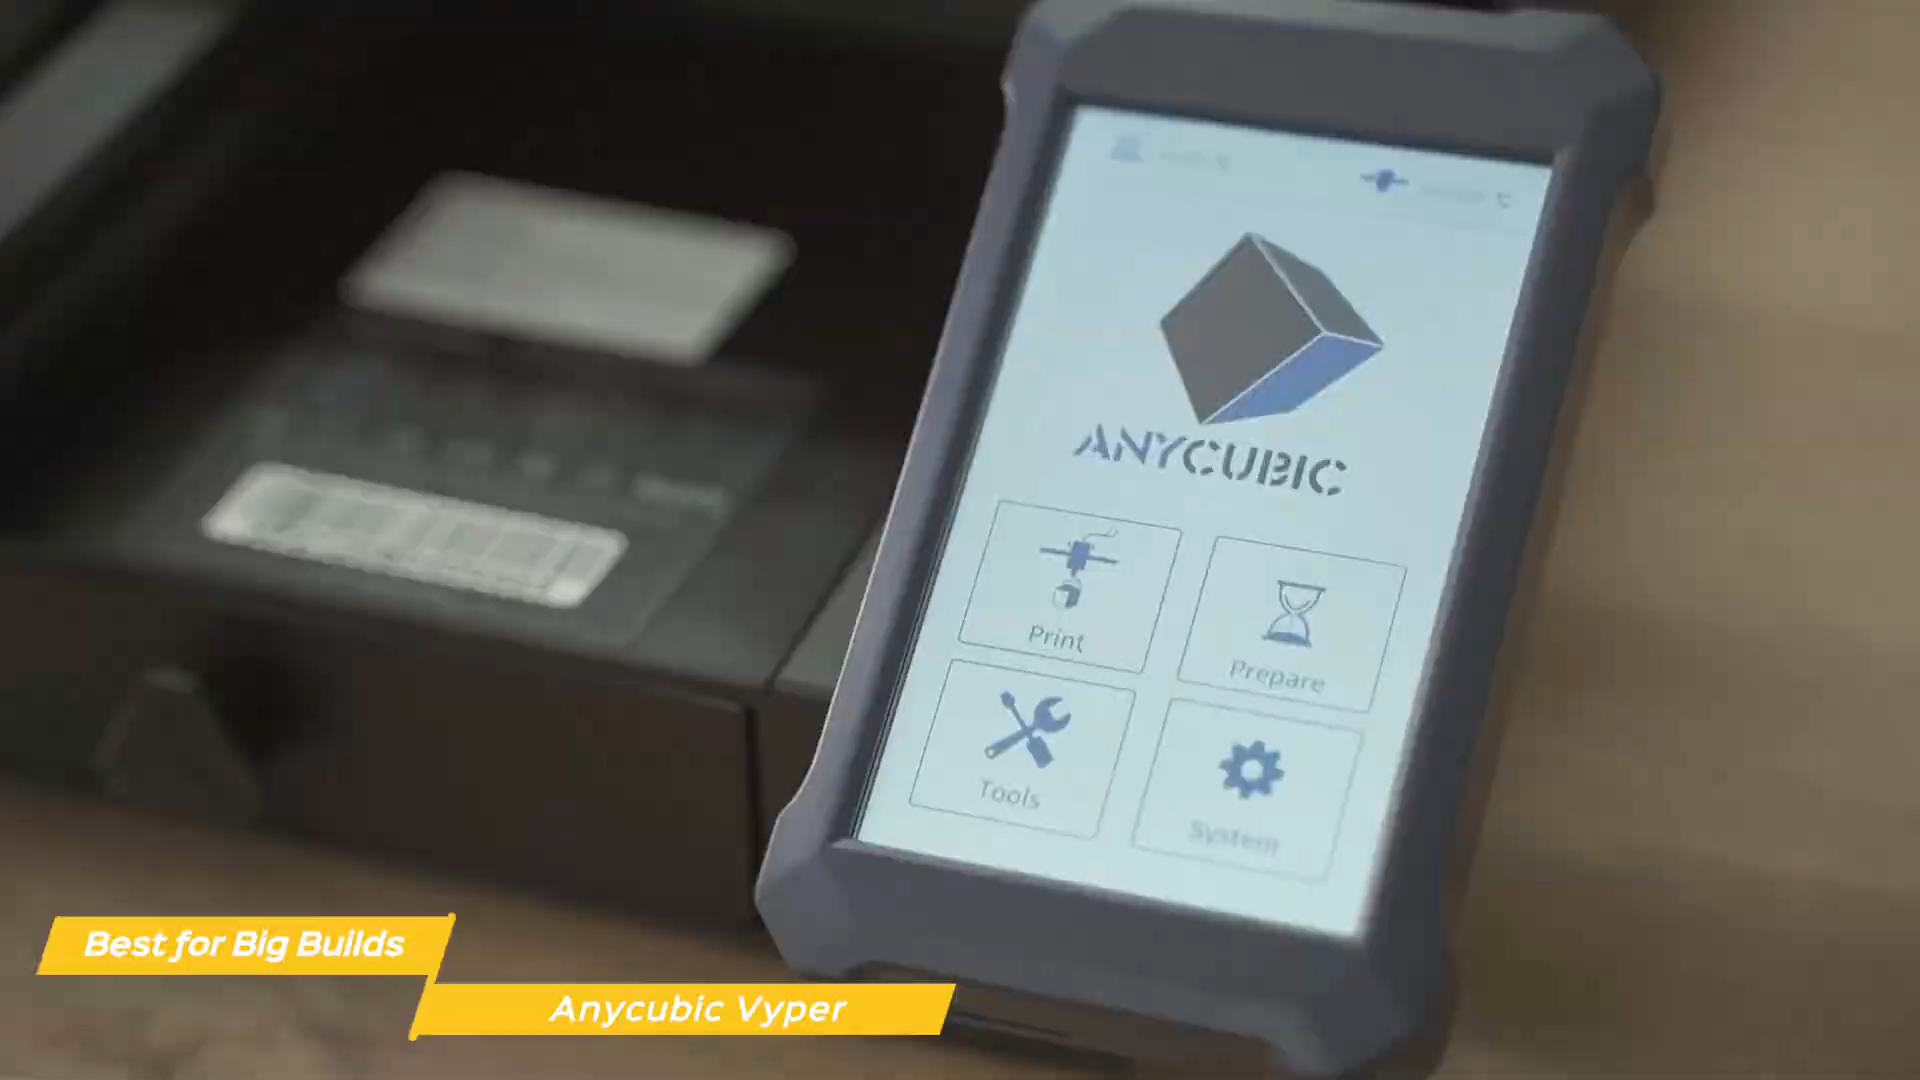 ANYCUBIC
Print
Prepare
Tools
System
Best for Big Builds
Anycubic Vyper